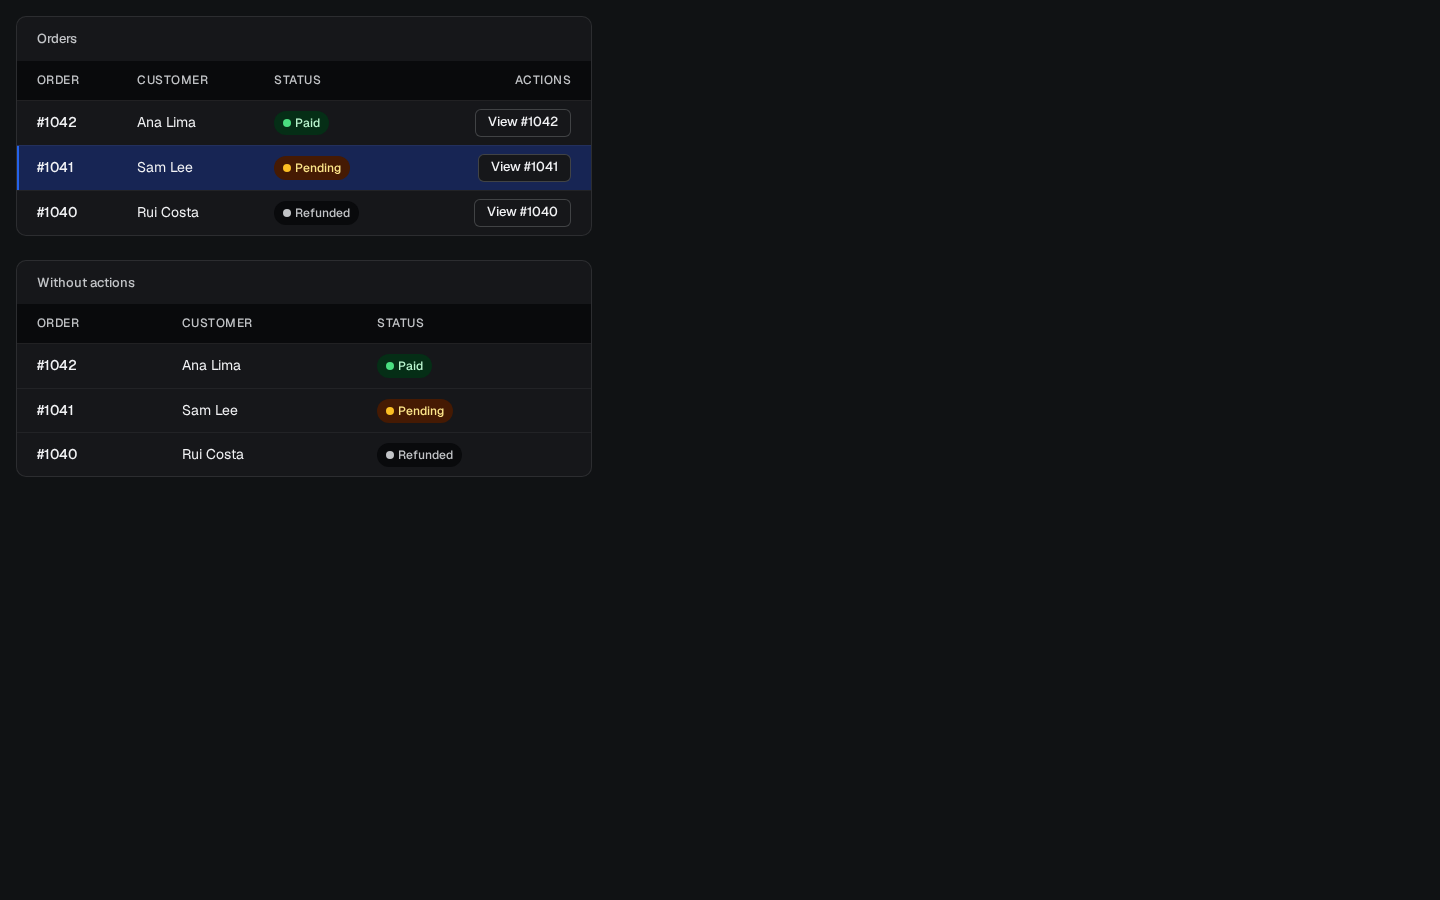 Orders
ORDER CUSTOMER STATUS ACTIONS
#1042 Ana Lima Paid View #1042
#1041 Sam Lee Pending View #1041
#1040 Rui Costa Refunded View #1040
Without actions
ORDER CUSTOMER STATUS
#1042 Ana Lima Paid
#1041 Sam Lee Pending
#1040 Rui Costa Refunded